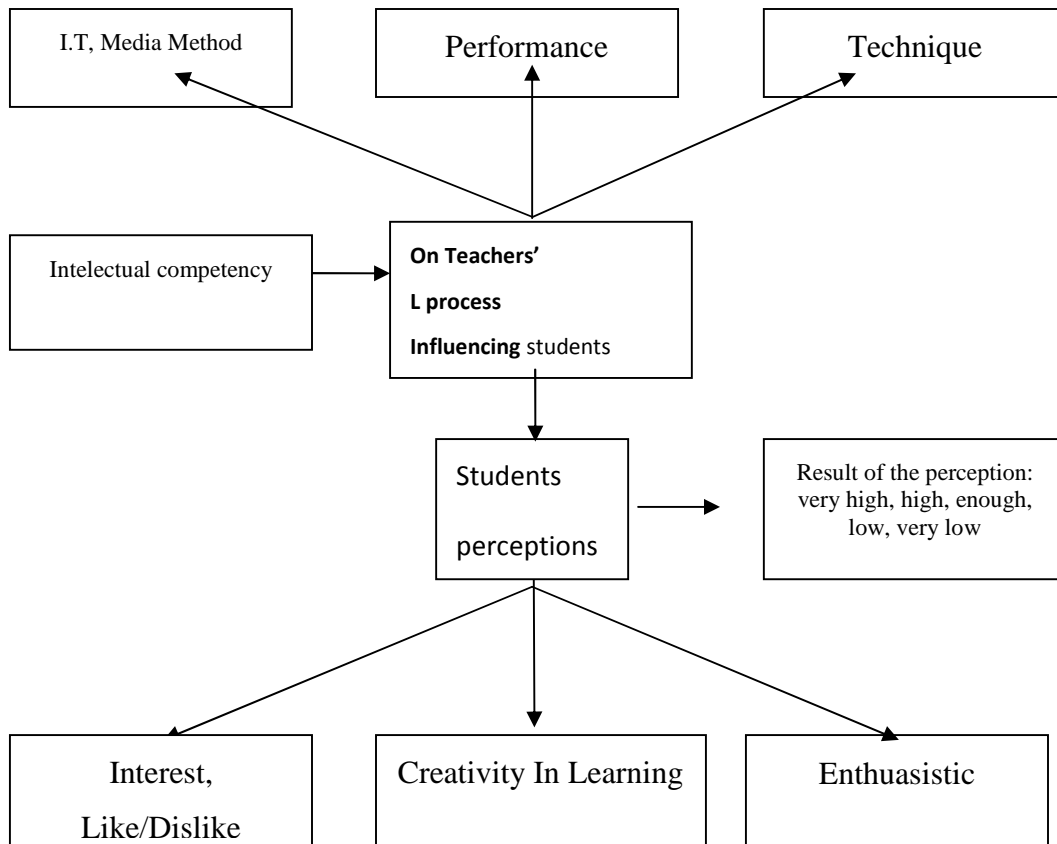 I.T, Media Method
Performance
Technique
Intelectual competency
On Teachers’
L process
Influencing students
Students
perceptions
Result of the perception:
very high, high, enough,
low, very low
Interest,
Like/Dislike
Creativity In Learning
Enthuasistic